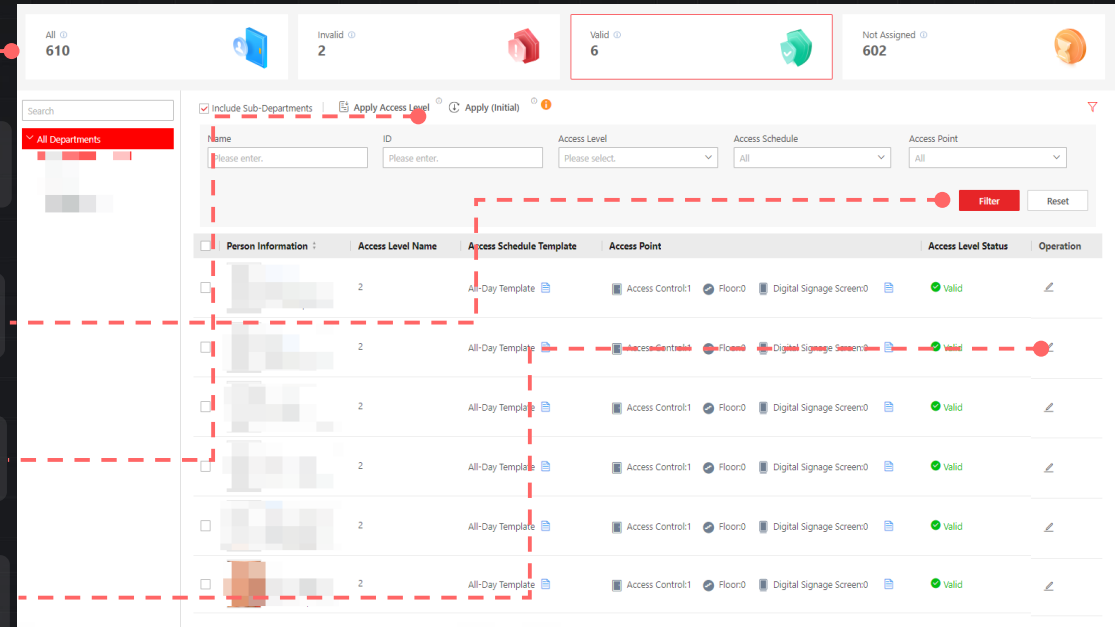 All
610
Invalid
2
Valid
6
Not Assigned
602
Search
All Departments
Include Sub-Departments
Apply Access Level
Apply (Initial)
Name
ID
Access Level
Access Schedule
Access Point
Please enter.
Please enter.
Please select.
All
All
Filter
Reset
Person Information
Access Level Name
Access Schedule Template
Access Point
Access Level Status
Operation
2
All-Day Template
Access Control:1
Floor:0
Digital Signage Screen:0
Valid
2
All-Day Template
Access Control:1
Floor:0
Digital Signage Screen:0
Valid
2
All-Day Template
Access Control:1
Floor:0
Digital Signage Screen:0
Valid
2
All-Day Template
Access Control:1
Floor:0
Digital Signage Screen:0
Valid
2
All-Day Template
Access Control:1
Floor:0
Digital Signage Screen:0
Valid
2
All-Day Template
Access Control:1
Floor:0
Digital Signage Screen:0
Valid